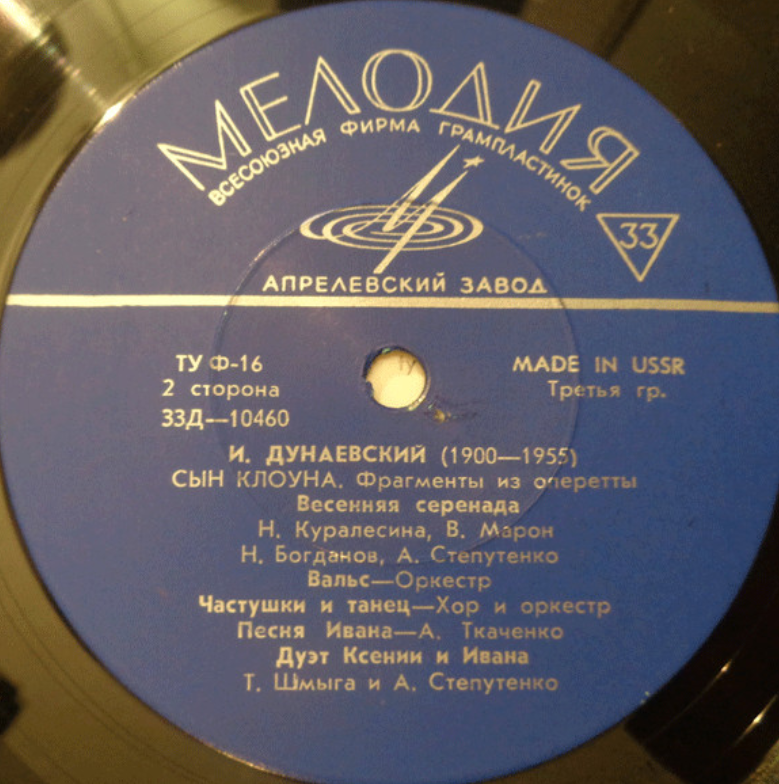 МЕЛОДИЯ
ВСЕСОЮЗНАЯ ФИРМА ГРАМПЛАСТИНОК
33
АПРЕЛЕВСКИЙ ЗАВОД
ТУ Ф-16
MADE IN USSR
2 сторона
Третья гр.
33Д—10460
И. ДУНАЕВСКИЙ (1900—1955)
СЫН КЛОУНА. Фрагменты из оперетты
Весенняя серенада
Н. Куралесина, В. Марон
Н. Богданов, А. Степутенко
Вальс—Оркестр
Частушки и танец—Хор и оркестр
Песня Ивана—А. Ткаченко
Дуэт Ксении и Ивана
Т. Шмыга и А. Степутенко